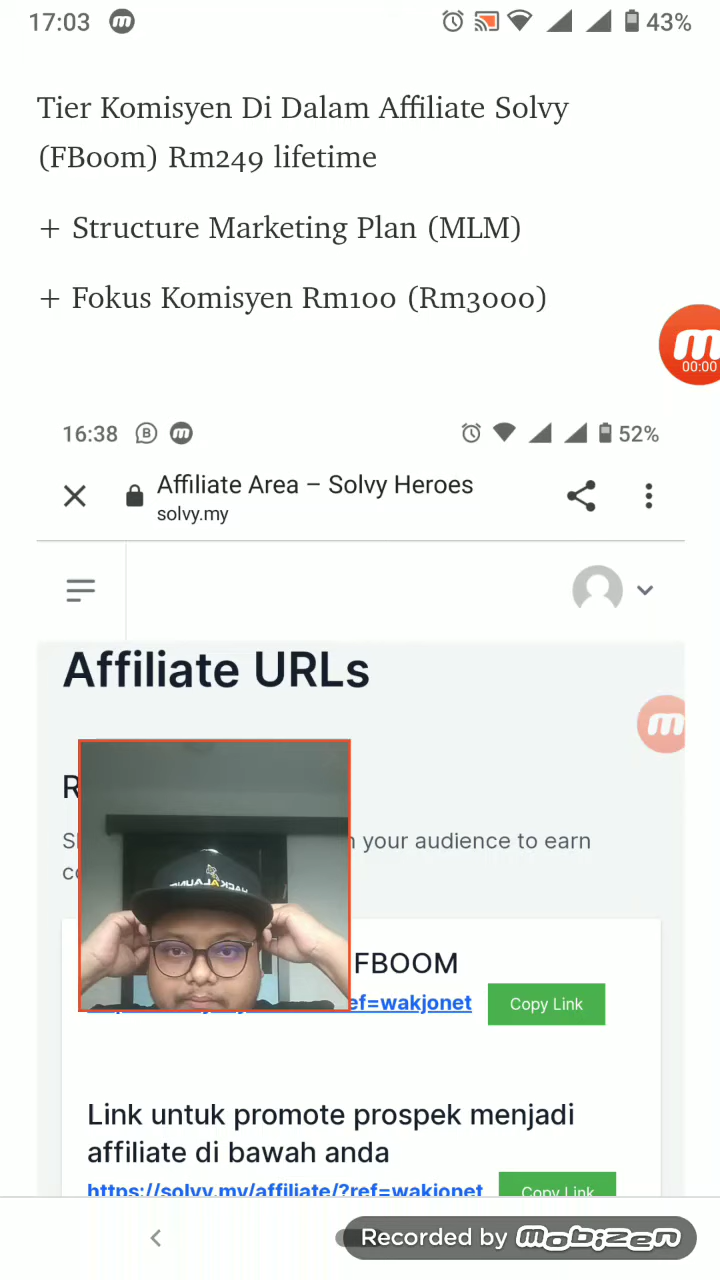 17:03
43%
Tier Komisyen Di Dalam Affiliate Solvy
(FBoom) Rm249 lifetime
+ Structure Marketing Plan (MLM)
+ Fokus Komisyen Rm100 (Rm3000)
00:00
16:38
52%
Affiliate Area – Solvy Heroes
solvy.my
Affiliate URLs
your audience to earn
FBOOM
ef=wakjonet
Copy Link
Link untuk promote prospek menjadi
affiliate di bawah anda
https://solvy.my/affiliate/?ref=wakjonet
Copy Link
Recorded by mobizen